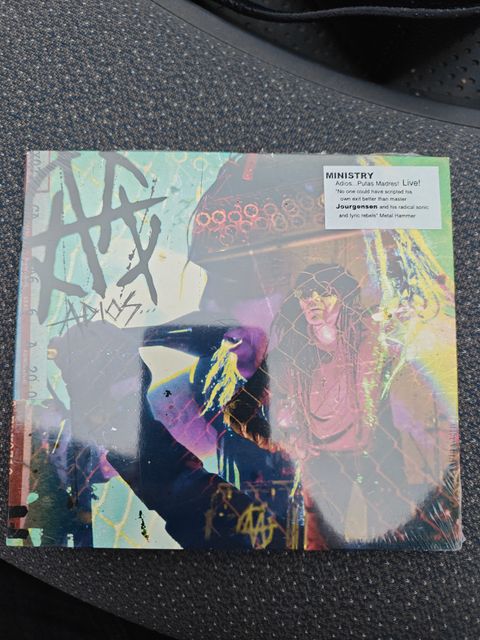 MINISTRY
Adios...Putas Madres! Live!
"No one could have scripted his
own exit better than master
Jourgensen and his radical sonic
and lyric rebels" Metal Hammer
ADIOS...